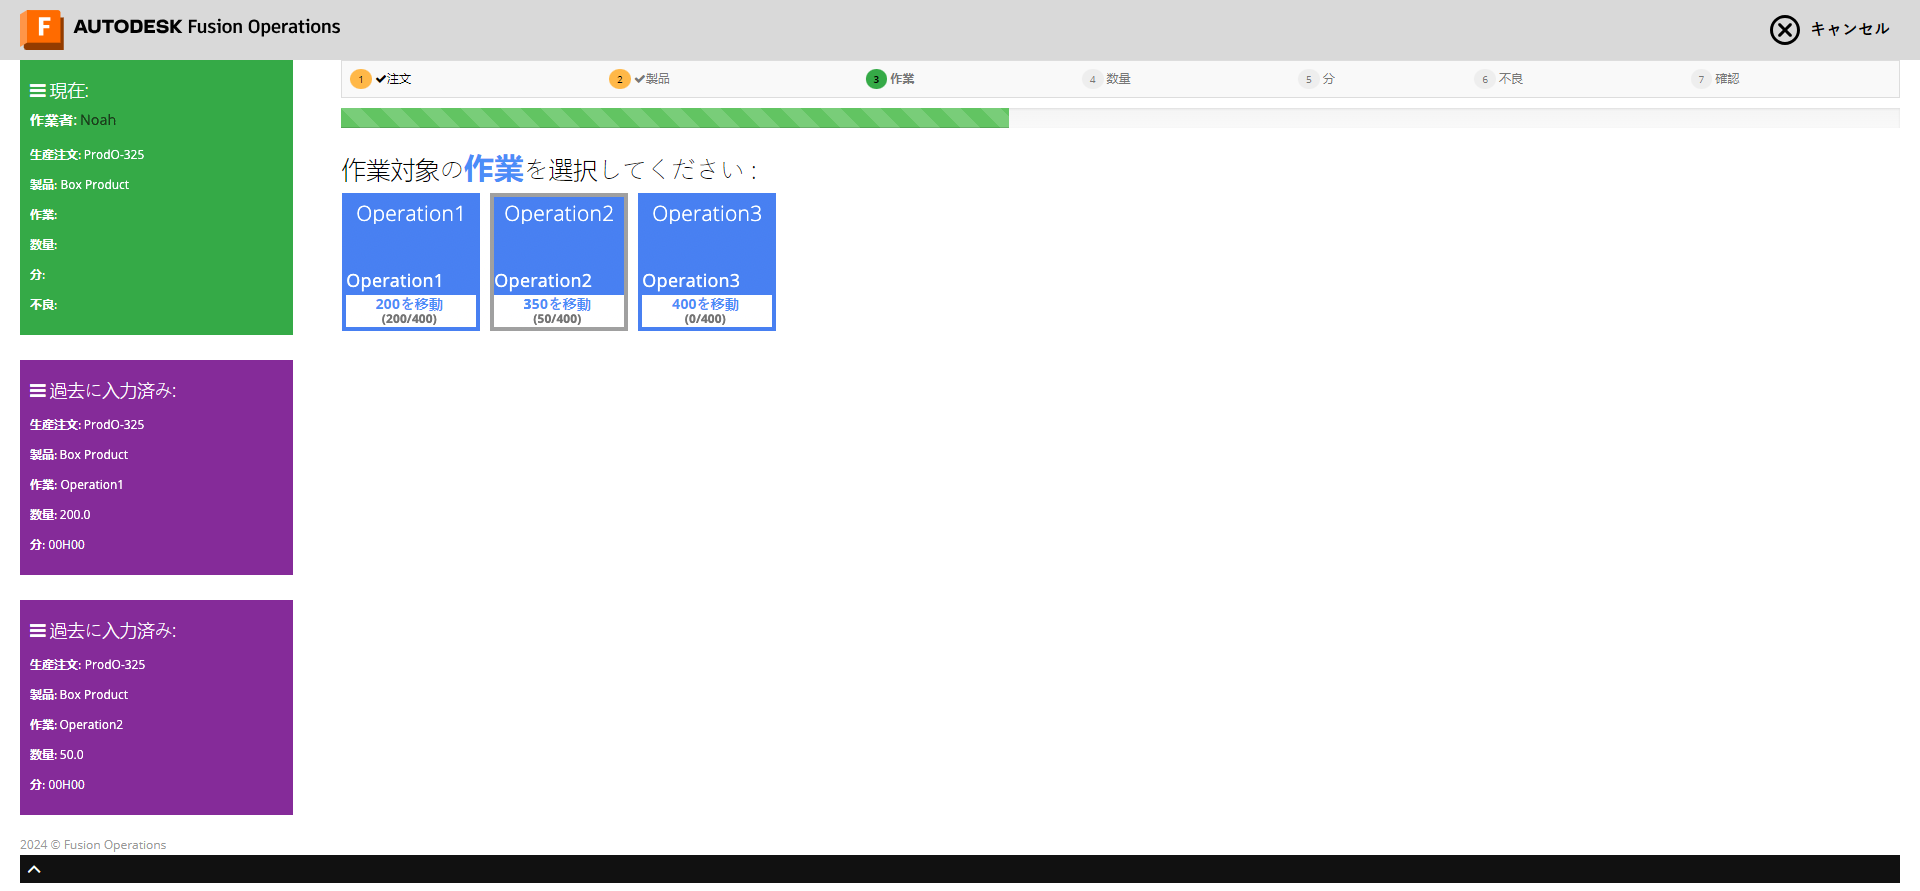 F AUTODESK Fusion Operations
キャンセル
現在:
作業者: Noah
生産注文: ProdO-325
製品: Box Product
作業:
数量:
分:
不良:
過去に入力済み:
生産注文: ProdO-325
製品: Box Product
作業: Operation1
数量: 200.0
分: 00H00
過去に入力済み:
生産注文: ProdO-325
製品: Box Product
作業: Operation2
数量: 50.0
分: 00H00
1 注文 2 製品 3 作業 4 数量 5 分 6 不良 7 確認
作業対象の作業を選択してください :
Operation1
Operation1
200を移動
(200/400)
Operation2
Operation2
350を移動
(50/400)
Operation3
Operation3
400を移動
(0/400)
2024 © Fusion Operations